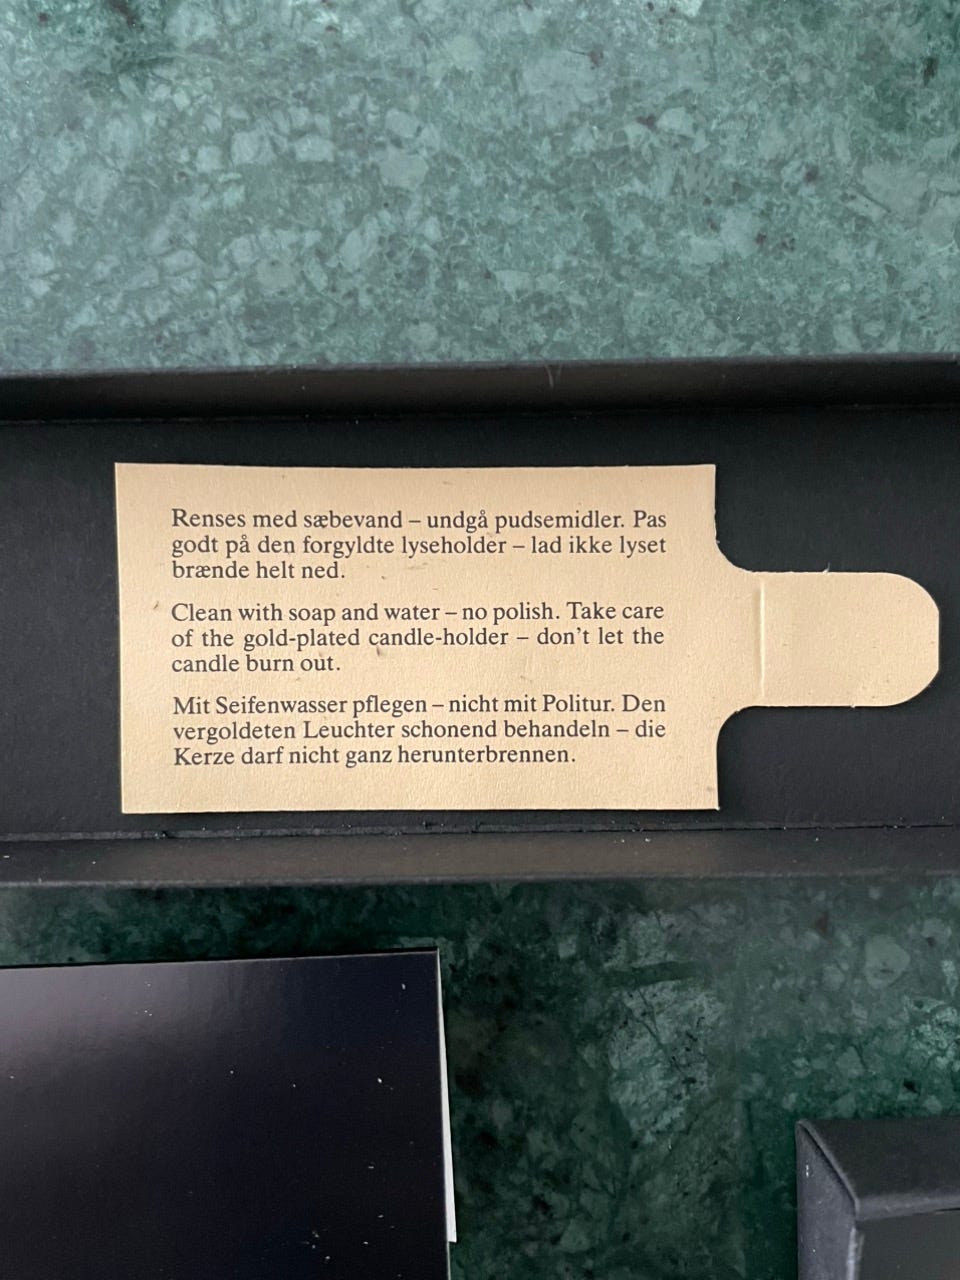 Renses med sæbevand – undgå pudsemidler. Pas
godt på den forgyldte lyseholder – lad ikke lyset
brænde helt ned.
Clean with soap and water – no polish. Take care
of the gold-plated candle-holder – don't let the
candle burn out.
Mit Seifenwasser pflegen – nicht mit Politur. Den
vergoldeten Leuchter schonend behandeln – die
Kerze darf nicht ganz herunterbrennen.